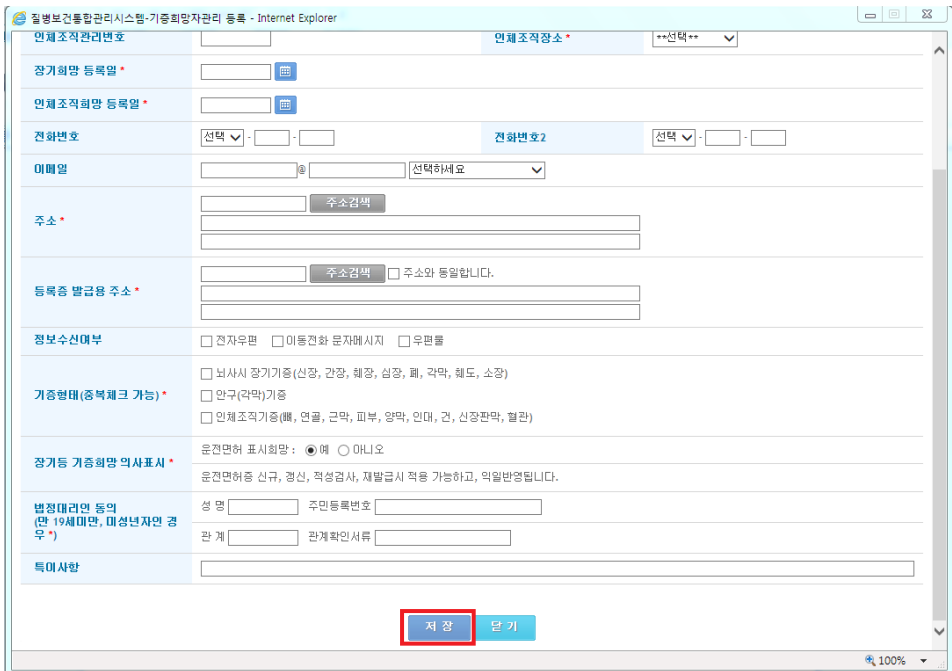 질병보건통합관리시스템-기증희망자관리 등록 - Internet Explorer
인체조직관리번호 인체조직장소 * **선택**
장기희망 등록일 *
인체조직희망 등록일 *
전화번호 선택 - - 전화번호2 선택 - -
이메일 @ 선택하세요
주소 * 주소검색
등록증 발급용 주소 * 주소검색 주소와 동일합니다.
정보수신여부 전자우편 이동전화 문자메시지 우편물
뇌사시 장기기증(신장, 간장, 췌장, 심장, 폐, 각막, 췌도, 소장)
기증형태(중복체크 가능) * 안구(각막)기증
인체조직기증(뼈, 연골, 근막, 피부, 양막, 인대, 건, 신장판막, 혈관)
장기등 기증희망 의사표시 * 운전면허 표시희망 : 예 아니오
운전면허증 신규, 갱신, 적성검사, 재발급시 적용 가능하고, 익일반영됩니다.
법정대리인 동의
(만 19세미만, 미성년자인 경
우 *)
성 명 주민등록번호
관 계 관계확인서류
특이사항
저 장 닫 기
100%